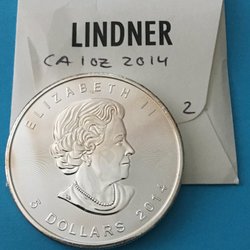 LINDNER
CA 1OZ 2014
2
ELIZABETH II
5 DOLLARS 2014